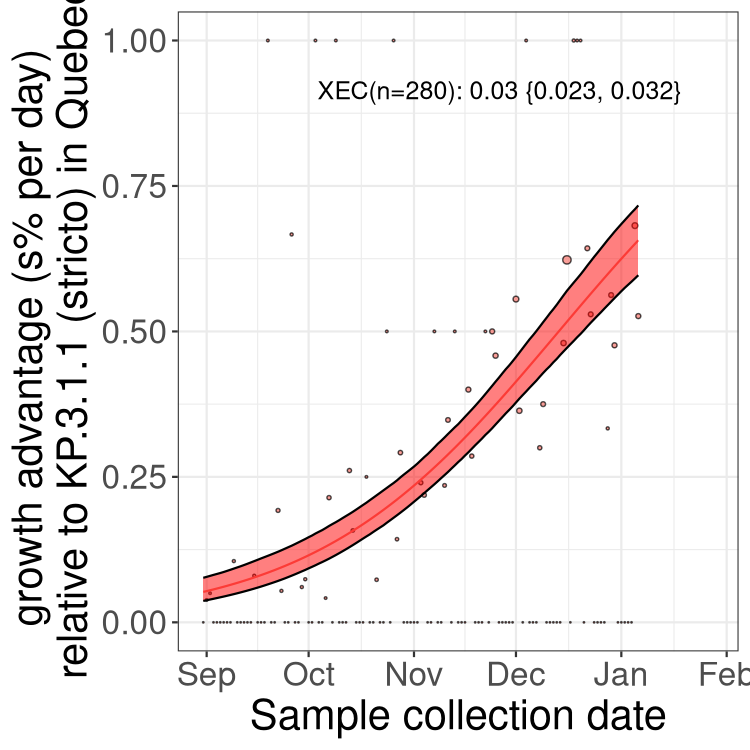 growth advantage (s% per day)
relative to KP.3.1.1 (stricto) in Quebec
1.00
0.75
0.50
0.25
0.00
XEC(n=280): 0.03 {0.023, 0.032}
Sep Oct Nov Dec Jan Feb
Sample collection date